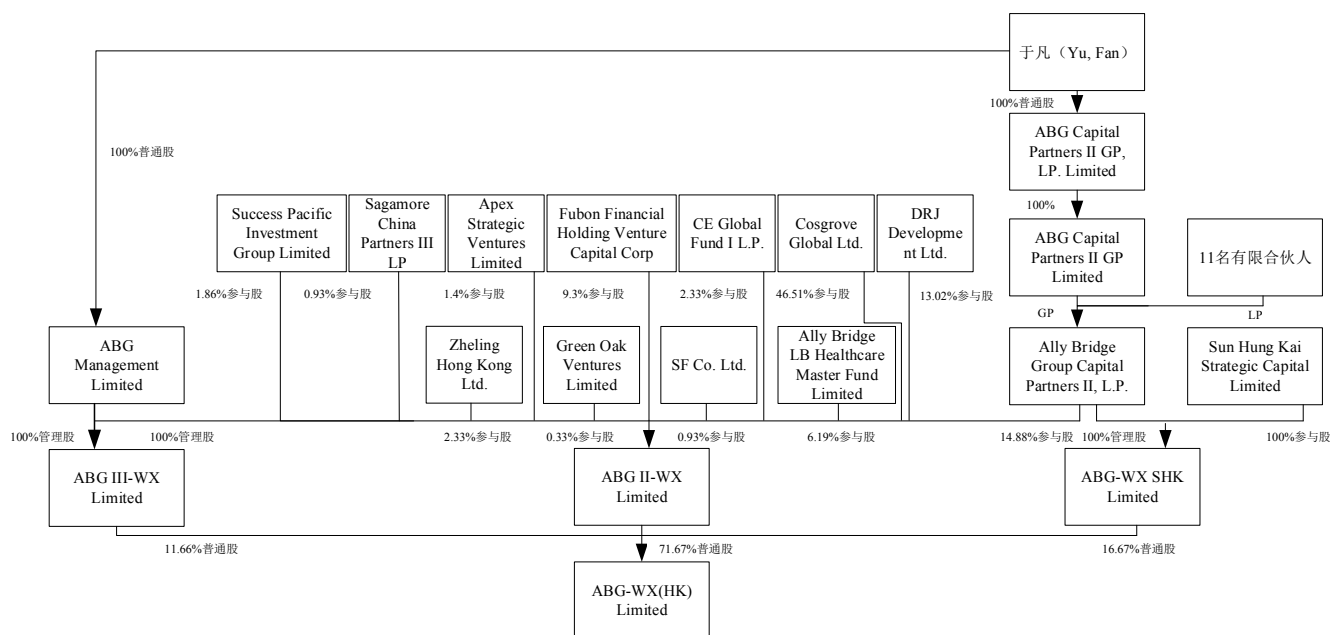 于凡（Yu, Fan）
100%普通股
ABG Capital
Partners II GP,
LP. Limited
100%普通股
100%
Success Pacific
Investment
Group Limited
Sagamore
China
Partners III
LP
Apex
Strategic
Ventures
Limited
Fubon Financial
Holding Venture
Capital Corp
CE Global
Fund I L.P.
Cosgrove
Global Ltd.
DRJ
Developme
nt Ltd.
ABG Capital
Partners II GP
Limited
11名有限合伙人
1.86%参与股
0.93%参与股
1.4%参与股
9.3%参与股
2.33%参与股
46.51%参与股
13.02%参与股
GP
LP
ABG
Management
Limited
Zheling
Hong Kong
Ltd.
Green Oak
Ventures
Limited
SF Co. Ltd.
Ally Bridge
LB Healthcare
Master Fund
Limited
Ally Bridge
Group Capital
Partners II, L.P.
Sun Hung Kai
Strategic Capital
Limited
100%管理股
100%管理股
2.33%参与股
0.33%参与股
0.93%参与股
6.19%参与股
14.88%参与股
100%管理股
100%参与股
ABG III-WX
Limited
ABG II-WX
Limited
ABG-WX SHK
Limited
11.66%普通股
71.67%普通股
16.67%普通股
ABG-WX(HK)
Limited